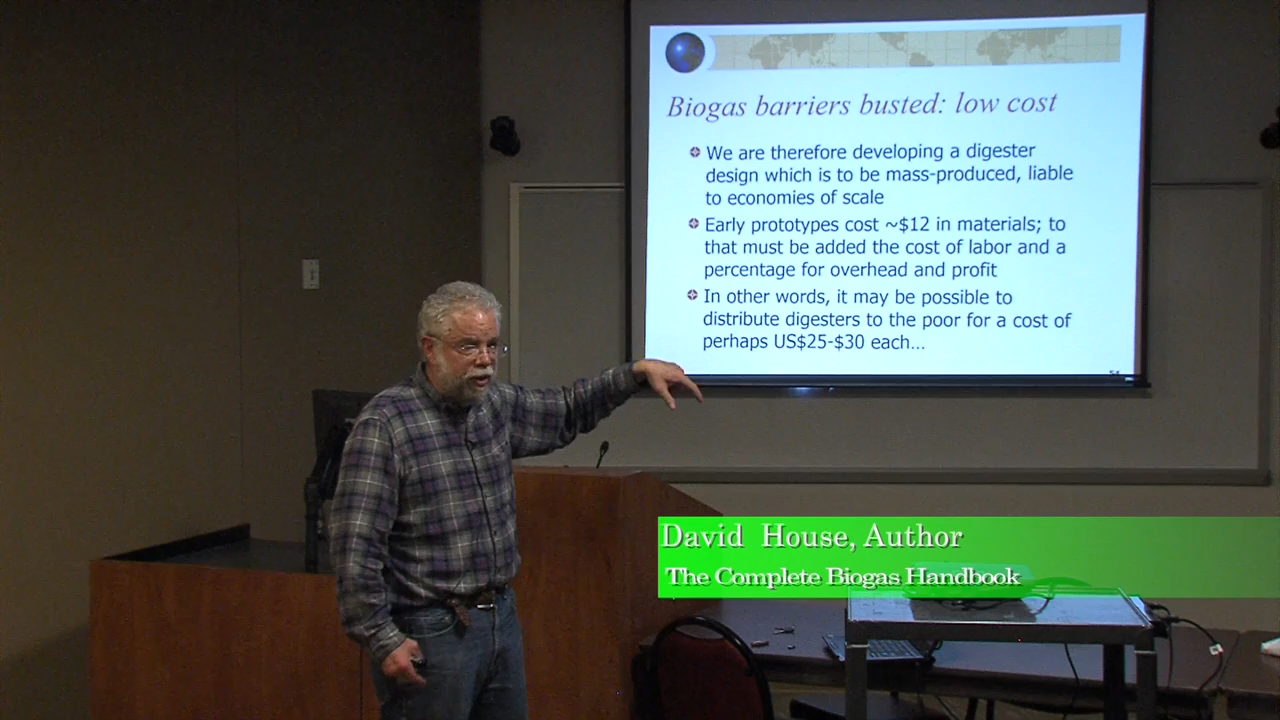 Biogas barriers busted: low cost
We are therefore developing a digester
design which is to be mass-produced, liable
to economies of scale
Early prototypes cost ~$12 in materials; to
that must be added the cost of labor and a
percentage for overhead and profit
In other words, it may be possible to
distribute digesters to the poor for a cost of
perhaps US$25-$30 each...
David House, Author
The Complete Biogas Handbook